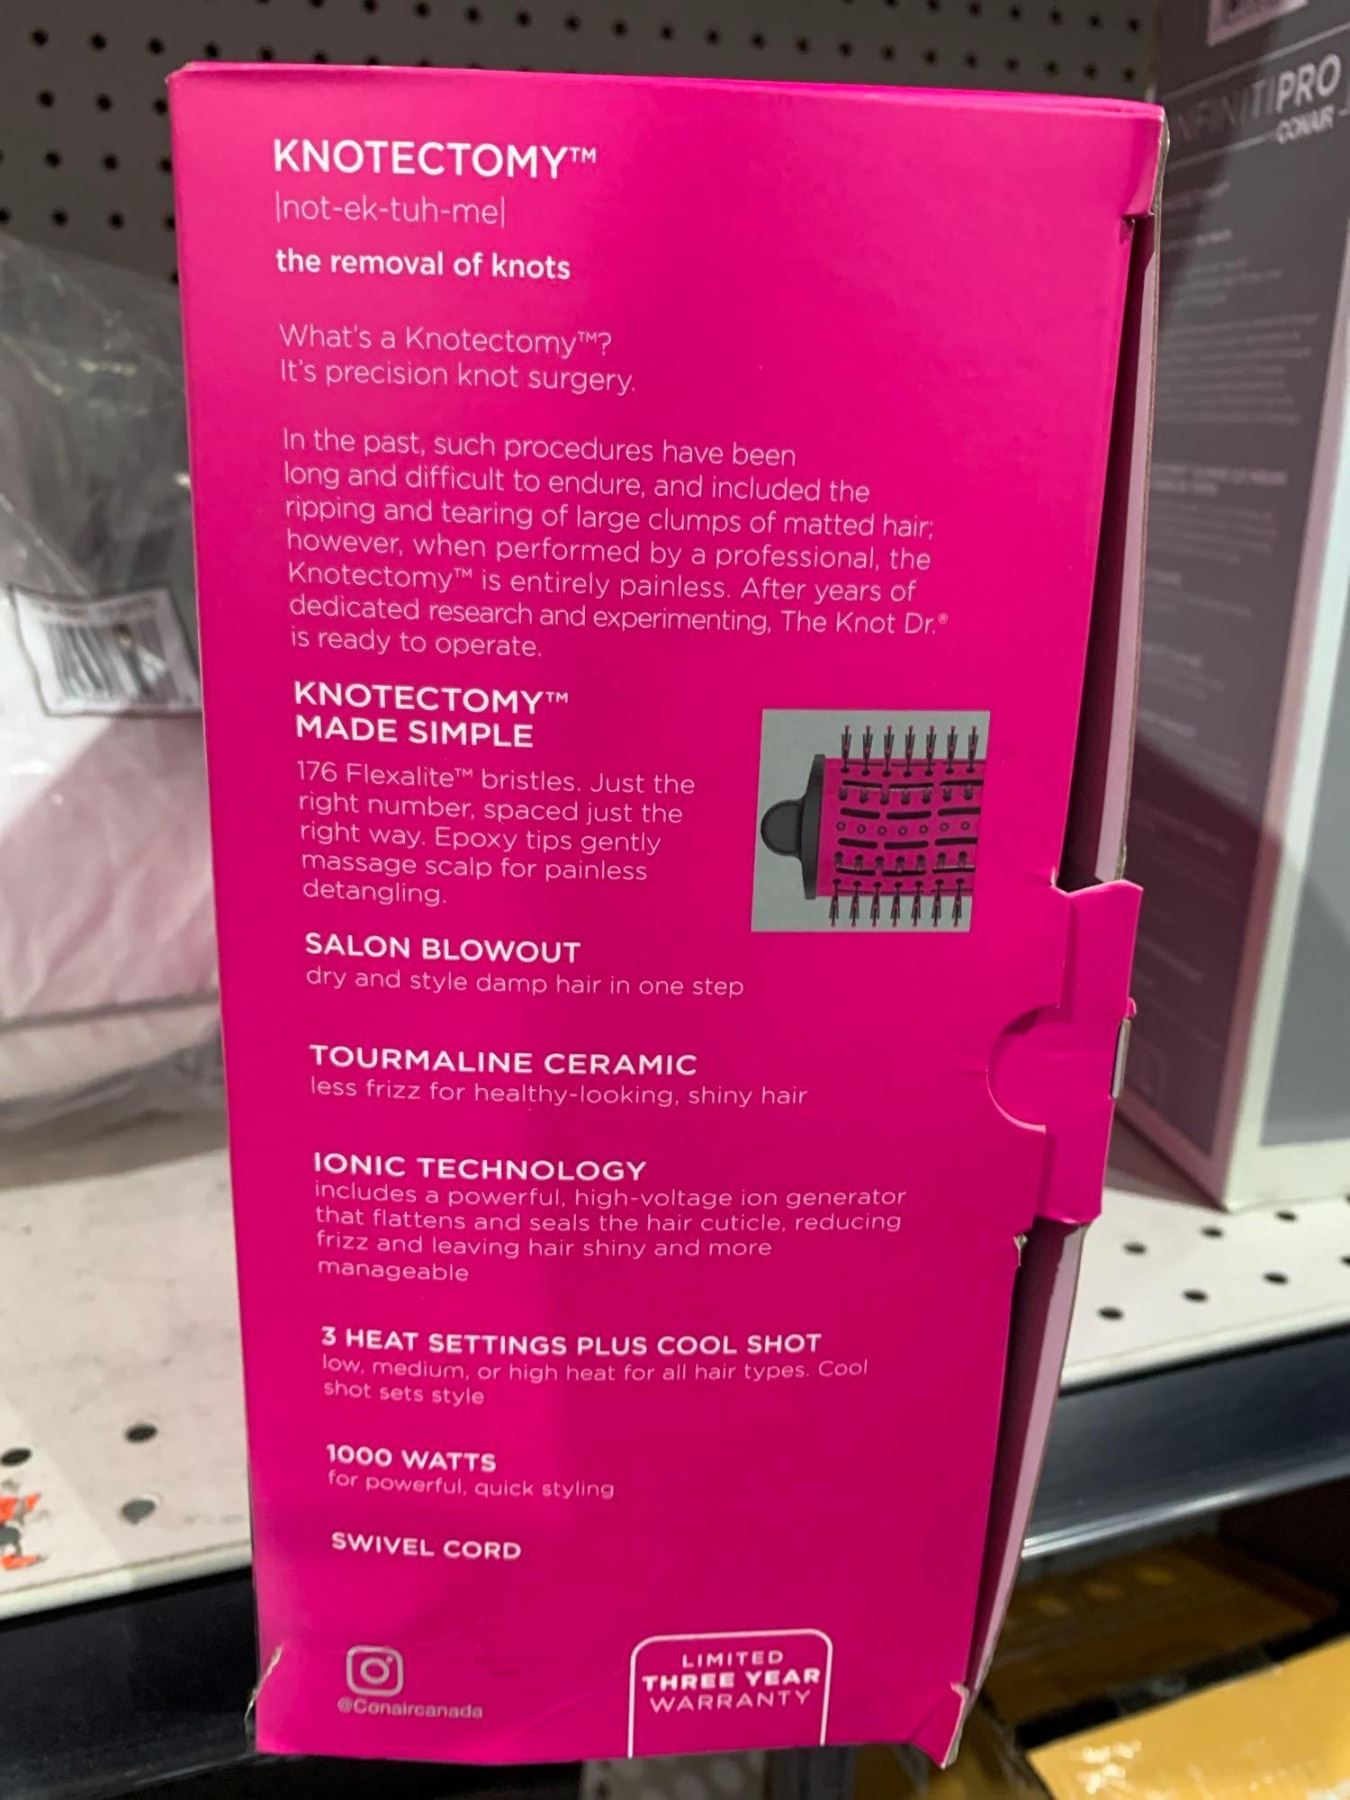 KNOTECTOMY™
|not-ek-tuh-me|
the removal of knots
What's a Knotectomy™?
It's precision knot surgery.
In the past, such procedures have been
long and difficult to endure, and included the
ripping and tearing of large clumps of matted hair;
however, when performed by a professional, the
Knotectomy™ is entirely painless. After years of
dedicated research and experimenting, The Knot Dr.®
is ready to operate.
KNOTECTOMY™
MADE SIMPLE
176 Flexalite™ bristles. Just the
right number, spaced just the
right way. Epoxy tips gently
massage scalp for painless
detangling.
SALON BLOWOUT
dry and style damp hair in one step
TOURMALINE CERAMIC
less frizz for healthy-looking, shiny hair
IONIC TECHNOLOGY
includes a powerful, high-voltage ion generator
that flattens and seals the hair cuticle, reducing
frizz and leaving hair shiny and more
manageable
3 HEAT SETTINGS PLUS COOL SHOT
low, medium, or high heat for all hair types. Cool
shot sets style
1000 WATTS
for powerful, quick styling
SWIVEL CORD
@Conaircanada
LIMITED
THREE YEAR
WARRANTY
INFINITIPRO
CONAIR